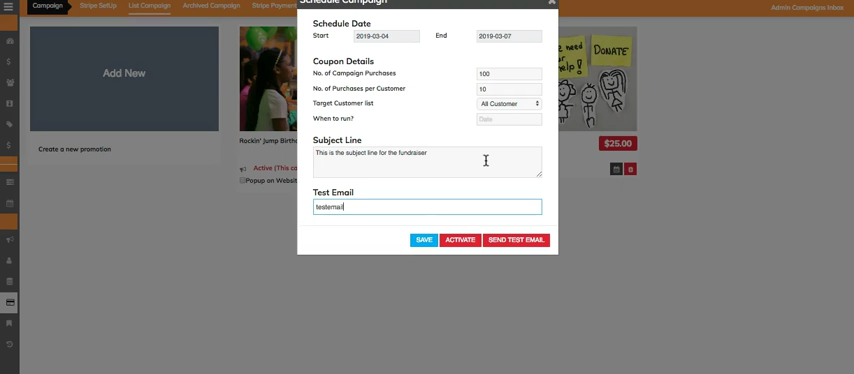 Campaign Stripe SetUp List Campaign Archived Campaign Stripe Payment Admin Campaigns Inbox
Schedule Campaign
Schedule Date
Start 2019-03-04 End 2019-03-07
Coupon Details
No. of Campaign Purchases 100
No. of Purchases per Customer 10
Target Customer list All Customer
When to run? Date
Subject Line
This is the subject line for the fundraiser
Test Email
testemail
SAVE ACTIVATE SEND TEST EMAIL
Add New
Create a new promotion
Rockin' Jump Birth
Active (This ca
Popup on Websit
need
help!
DONATE
$25.00
0